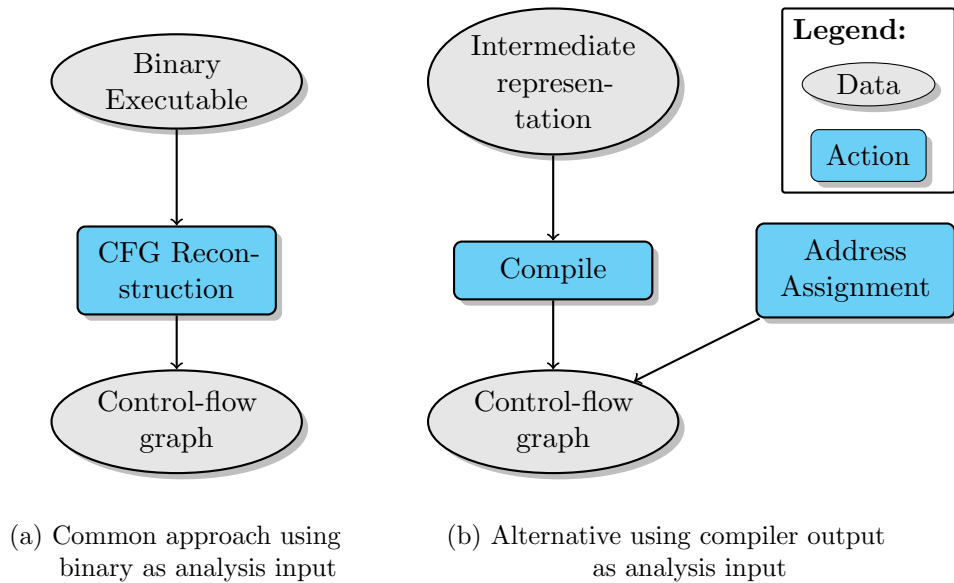 Binary
Executable
CFG Recon-
struction
Control-flow
graph
(a) Common approach using
binary as analysis input
Intermediate
represen-
tation
Compile
Control-flow
graph
Address
Assignment
(b) Alternative using compiler output
as analysis input
Legend:
Data
Action